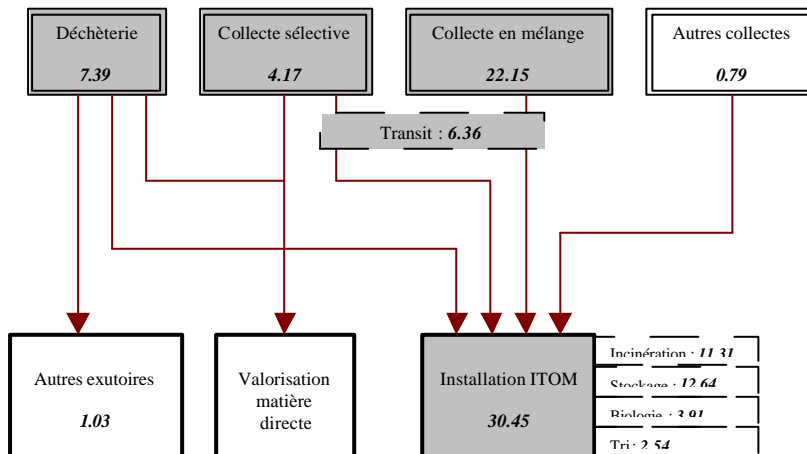 Déchèterie
7.39
Collecte sélective
4.17
Collecte en mélange
22.15
Autres collectes
0.79
Transit : 6.36
Autres exutoires
1.03
Valorisation
matière
directe
Installation ITOM
30.45
Incinération : 11.31
Stockage : 12.64
Biologie : 3.91
Tri : 2.54